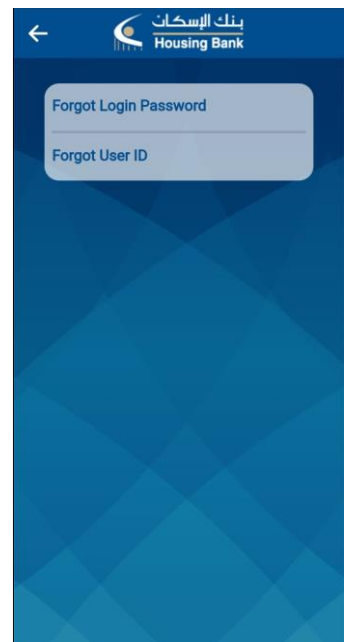 بنك الإسكان
Housing Bank
Forgot Login Password
Forgot User ID